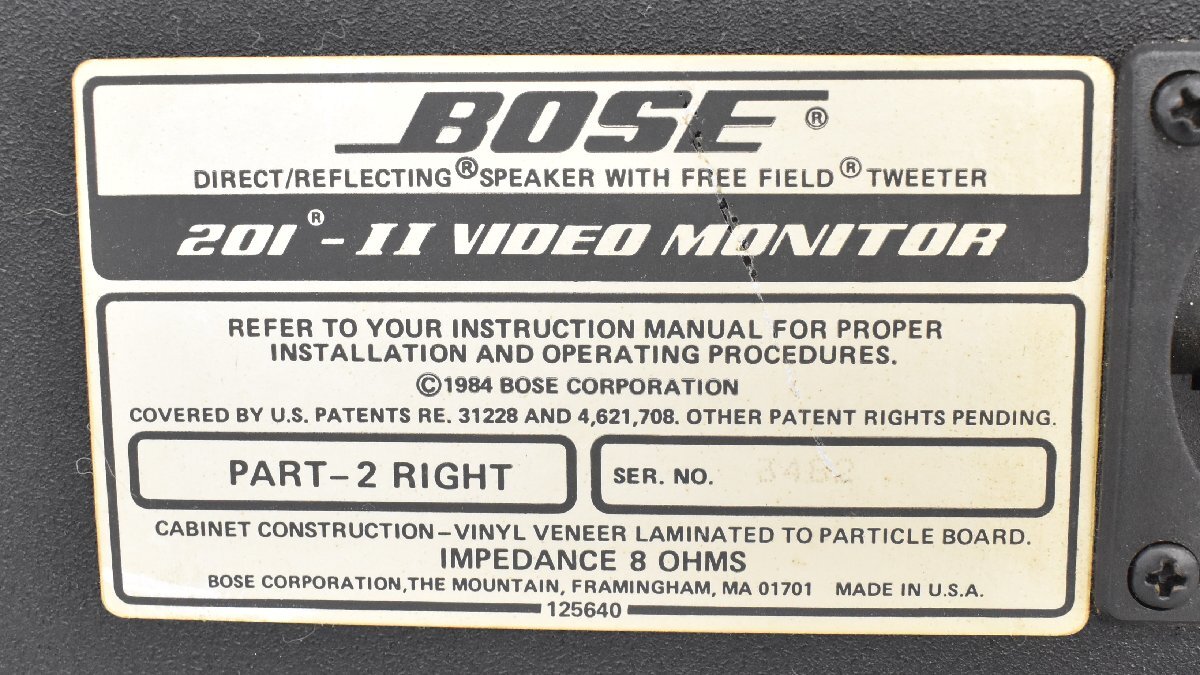 BOSE®
DIRECT/REFLECTING® SPEAKER WITH FREE FIELD® TWEETER
201®-II VIDEO MONITOR
REFER TO YOUR INSTRUCTION MANUAL FOR PROPER
INSTALLATION AND OPERATING PROCEDURES.
©1984 BOSE CORPORATION
COVERED BY U.S. PATENTS RE. 31228 AND 4,621,708. OTHER PATENT RIGHTS PENDING.
PART-2 RIGHT
SER. NO.
CABINET CONSTRUCTION–VINYL VENEER LAMINATED TO PARTICLE BOARD.
IMPEDANCE 8 OHMS
BOSE CORPORATION, THE MOUNTAIN, FRAMINGHAM, MA 01701 MADE IN U.S.A.
125640